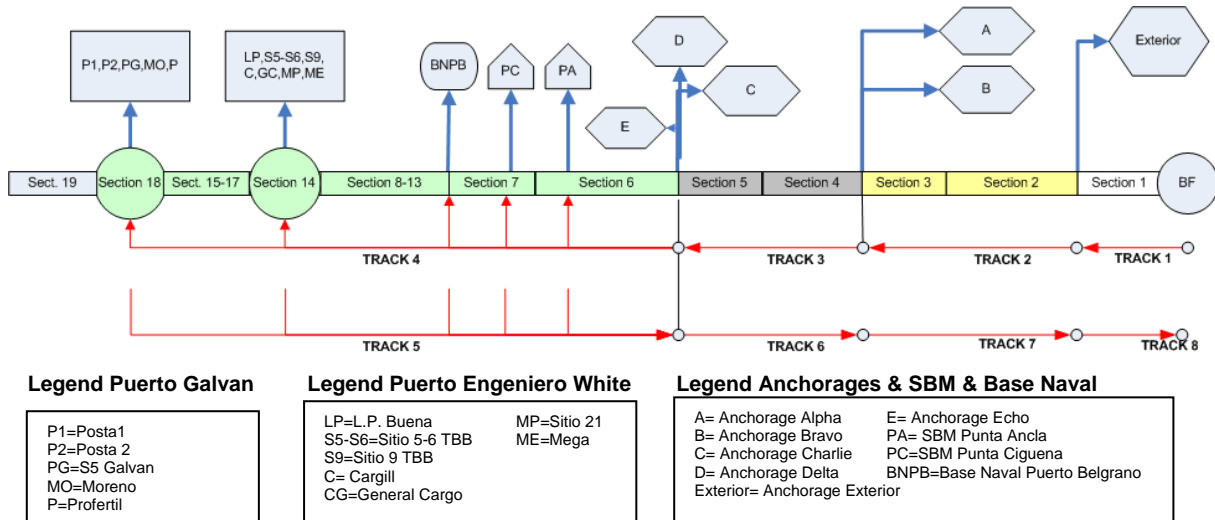 P1,P2,PG,MO,P
LP,S5-S6,S9,
C,GC,MP,ME
BNPB
PC
PA
D
C
E
A
B
Exterior
Sect. 19
Section 18
Sect. 15-17
Section 14
Section 8-13
Section 7
Section 6
Section 5
Section 4
Section 3
Section 2
Section 1
BF
TRACK 4
TRACK 3
TRACK 2
TRACK 1
TRACK 5
TRACK 6
TRACK 7
TRACK 8
Legend Puerto Galvan
P1=Posta1
P2=Posta 2
PG=S5 Galvan
MO=Moreno
P=Profertil
Legend Puerto Engeniero White
LP=L.P. Buena
S5-S6=Sitio 5-6 TBB
S9=Sitio 9 TBB
C= Cargill
CG=General Cargo
MP=Sitio 21
ME=Mega
Legend Anchorages & SBM & Base Naval
A= Anchorage Alpha
B= Anchorage Bravo
C= Anchorage Charlie
D= Anchorage Delta
Exterior= Anchorage Exterior
E= Anchorage Echo
PA= SBM Punta Ancla
PC=SBM Punta Ciguena
BNPB=Base Naval Puerto Belgrano